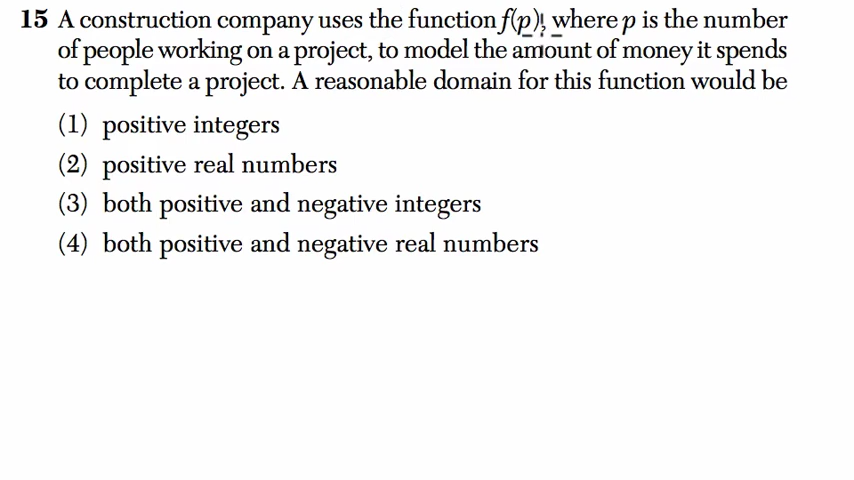 15 A construction company uses the function f(p), where p is the number
of people working on a project, to model the amount of money it spends
to complete a project. A reasonable domain for this function would be
(1) positive integers
(2) positive real numbers
(3) both positive and negative integers
(4) both positive and negative real numbers